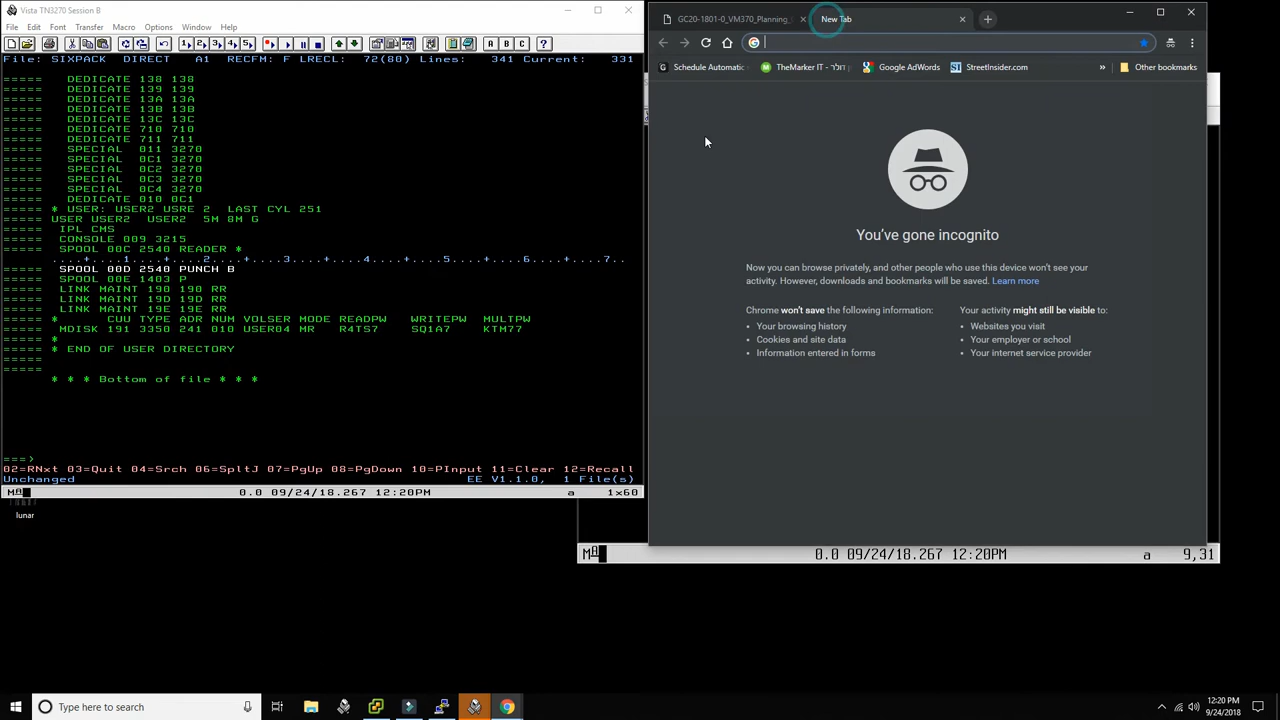 Vista TN3270 Session B
File Edit Font Transfer Macro Options Window Help
A B C ?
File: SIXPACK DIRECT A1 RECFM: F LRECL: 72(80) Lines: 341 Current: 331
===== DEDICATE 138 138
===== DEDICATE 139 139
===== DEDICATE 13A 13A
===== DEDICATE 13B 13B
===== DEDICATE 13C 13C
===== DEDICATE 710 710
===== DEDICATE 711 711
===== SPECIAL 011 3270
===== SPECIAL 0C1 3270
===== SPECIAL 0C2 3270
===== SPECIAL 0C3 3270
===== SPECIAL 0C4 3270
===== DEDICATE 010 0C1
===== * USER: USER2 USRE 2 LAST CYL 251
===== USER USER2 USER2 5M 8M G
===== IPL CMS
===== CONSOLE 009 3215
===== SPOOL 00C 2540 READER *
....+....1....+....2....+....3....+....4....+....5....+....6....+....7..
===== SPOOL 00D 2540 PUNCH B
===== SPOOL 00E 1403 P
===== LINK MAINT 190 190 RR
===== LINK MAINT 19D 19D RR
===== LINK MAINT 19E 19E RR
===== * CUU TYPE ADR NUM VOLSER MODE READPW WRITEPW MULTPW
===== MDISK 191 3350 241 010 USER04 MR R4TS7 SQ1A7 KTM77
===== *
===== * END OF USER DIRECTORY
=====
=====
* * * Bottom of file * * *
===>
02=RNxt 03=Quit 04=Srch 06=SpltJ 07=PgUp 08=PgDown 10=PInput 11=Clear 12=Recall
Unchanged EE V1.1.0, 1 File(s)
M 0.0 09/24/18.267 12:20PM a 1x60
lunar
GC20-1801-0_VM370_Planning_
New Tab
Schedule Automatic
TheMarker IT -
Google AdWords
StreetInsider.com
» Other bookmarks
You've gone incognito
Now you can browse privately, and other people who use this device won't see your
activity. However, downloads and bookmarks will be saved. Learn more
Chrome won't save the following information:
• Your browsing history
• Cookies and site data
• Information entered in forms
Your activity might still be visible to:
• Websites you visit
• Your employer or school
• Your internet service provider
M 0.0 09/24/18.267 12:20PM a 9,31
Type here to search
12:20 PM
9/24/2018